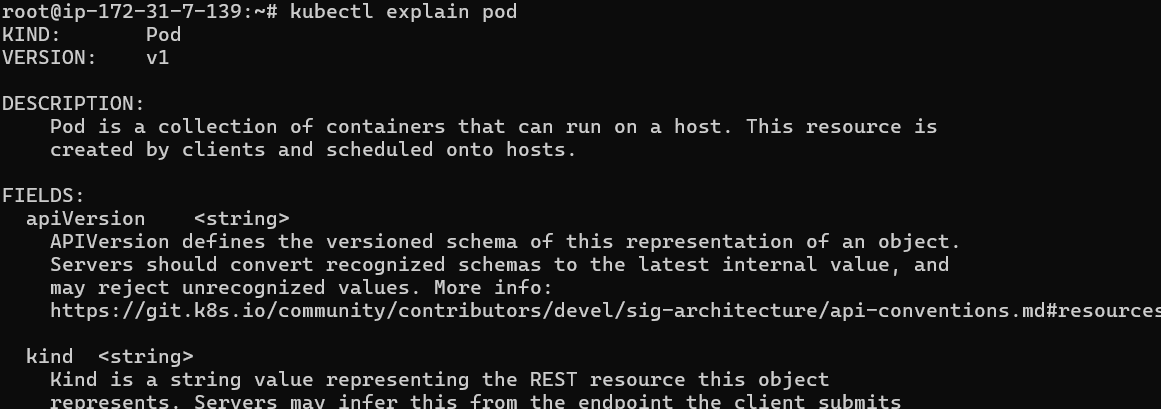 root@ip-172-31-7-139:~# kubectl explain pod
KIND:       Pod
VERSION:    v1

DESCRIPTION:
    Pod is a collection of containers that can run on a host. This resource is
    created by clients and scheduled onto hosts.

FIELDS:
  apiVersion    <string>
    APIVersion defines the versioned schema of this representation of an object.
    Servers should convert recognized schemas to the latest internal value, and
    may reject unrecognized values. More info:
    https://git.k8s.io/community/contributors/devel/sig-architecture/api-conventions.md#resources

  kind  <string>
    Kind is a string value representing the REST resource this object
    represents. Servers may infer this from the endpoint the client submits